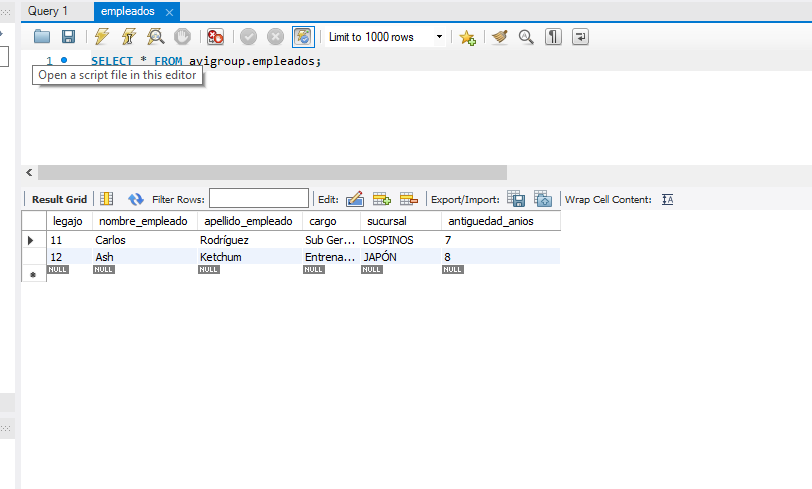 Query 1 empleados
Limit to 1000 rows
1 SELECT * FROM avigroup.empleados;
Open a script file in this editor
Result Grid Filter Rows: Edit: Export/Import: Wrap Cell Content:
legajo nombre_empleado apellido_empleado cargo sucursal antiguedad_anios
11 Carlos Rodríguez Sub Ger... LOSPINOS 7
12 Ash Ketchum Entrena... JAPÓN 8
NULL NULL NULL NULL NULL NULL